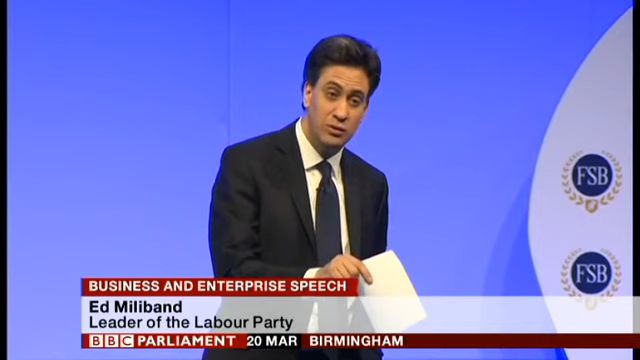 FSB
FSB
BUSINESS AND ENTERPRISE SPEECH
Ed Miliband
Leader of the Labour Party
BBC PARLIAMENT 20 MAR BIRMINGHAM